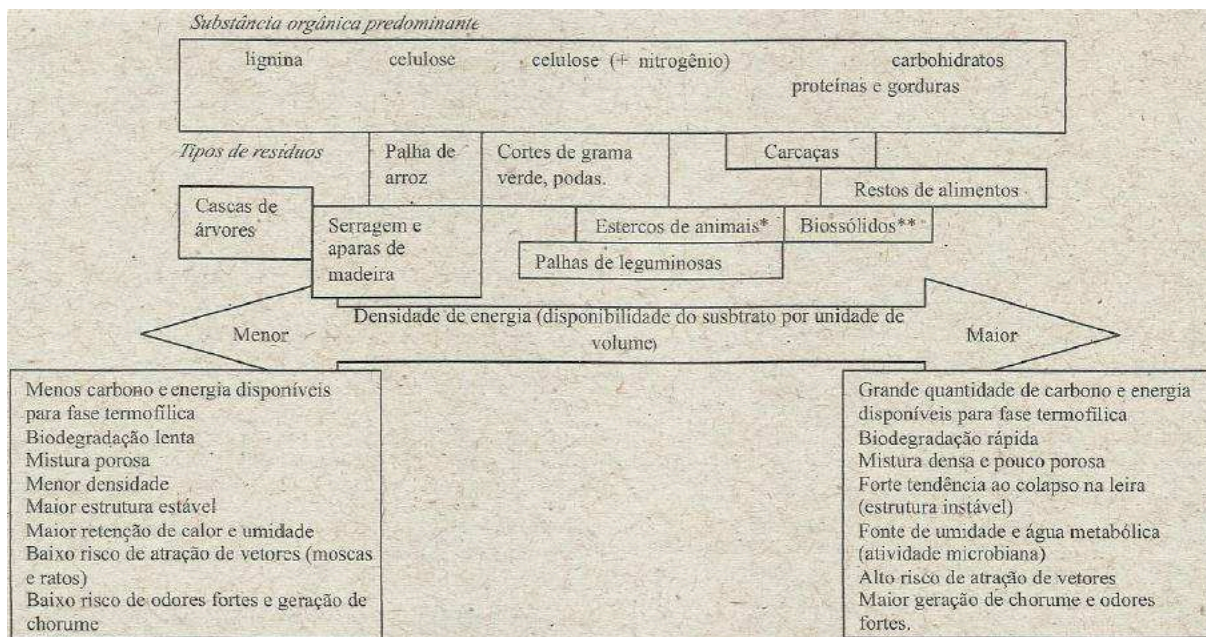 Substância orgânica predominante
lignina celulose celulose (+ nitrogênio) carbohidratos
proteínas e gorduras
Tipos de resíduos
Palha de
arroz
Cortes de grama
verde, podas.
Carcaças
Restos de alimentos
Cascas de
árvores
Serragem e
aparas de
madeira
Estercos de animais*
Biossólidos**
Palhas de leguminosas
Menor
Densidade de energia (disponibilidade do susbtrato por unidade de
volume)
Maior
Menos carbono e energia disponíveis
para fase termofílica
Biodegradação lenta
Mistura porosa
Menor densidade
Maior estrutura estável
Maior retenção de calor e umidade
Baixo risco de atração de vetores (moscas
e ratos)
Baixo risco de odores fortes e geração de
chorume
Grande quantidade de carbono e energia
disponíveis para fase termofílica
Biodegradação rápida
Mistura densa e pouco porosa
Forte tendência ao colapso na leira
(estrutura instável)
Fonte de umidade e água metabólica
(atividade microbiana)
Alto risco de atração de vetores
Maior geração de chorume e odores
fortes.